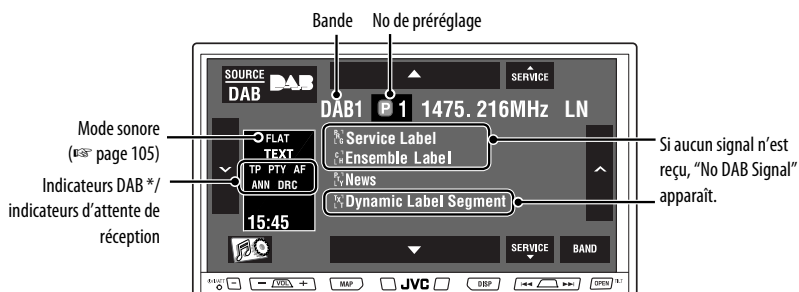 Bande
No de préréglage
SOURCE
DAB
DAB
SERVICE
DAB1 P 1 1475.216MHz LN
Mode sonore
(☞ page 105)
FLAT
TEXT
TP PTY AF
ANN DRC
15:45
Indicateurs DAB */
indicateurs d'attente de
réception
Service Label
Ensemble Label
News
Dynamic Label Segment
Si aucun signal n'est
reçu, "No DAB Signal"
apparaît.
SERVICE
BAND
− VOL +
MAP
JVC
DISP
OPEN